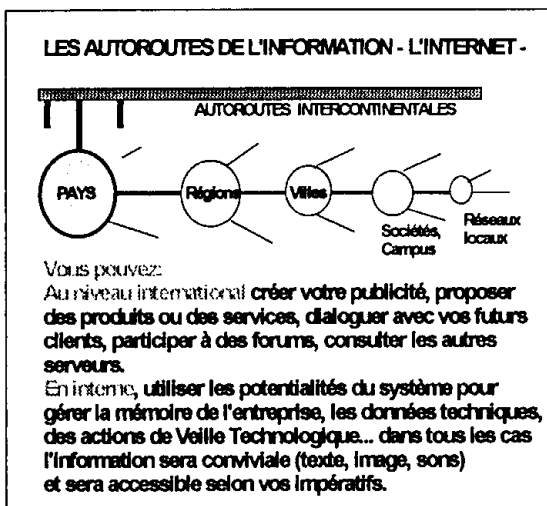 LES AUTOROUTES DE L'INFORMATION - L'INTERNET -
AUTOROUTES INTERCONTINENTALES
PAYS
Régions
Villes
Sociétés,
Campus
Réseaux
locaux
Vous pouvez:
Au niveau international créer votre publicité, proposer
des produits ou des services, dialoguer avec vos futurs
clients, participer à des forums, consulter les autres
serveurs.
En interne, utiliser les potentialités du système pour
gérer la mémoire de l'entreprise, les données techniques,
des actions de Veille Technologique... dans tous les cas
l'information sera conviviale (texte, image, sons)
et sera accessible selon vos impératifs.